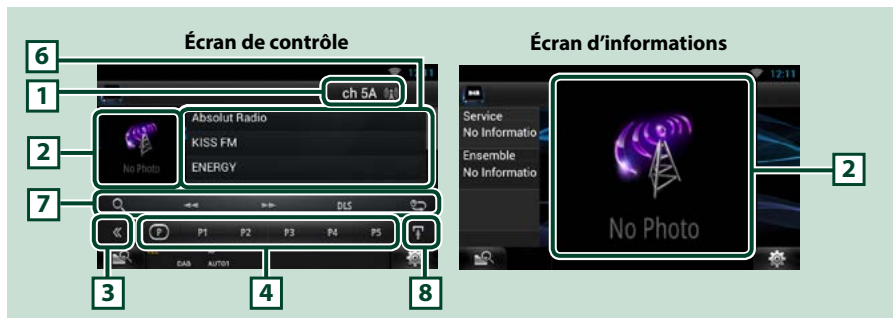 Écran de contrôle
Écran d’informations
6
1
2
7
3
4
8
2
12:11
ch 5A
Absolut Radio
KISS FM
ENERGY
No Photo
DLS
P P1 P2 P3 P4 P5
DAB AUTO1
12:11
DAB
Service
No Informatio
Ensemble
No Informatio
No Photo